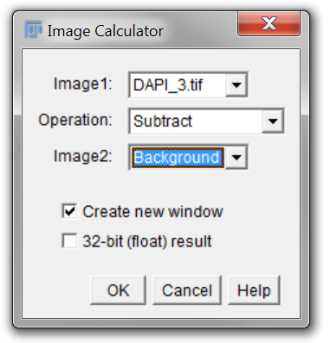 Image Calculator
Image1: DAPI_3.tif
Operation: Subtract
Image2: Background
Create new window
32-bit (float) result
OK Cancel Help